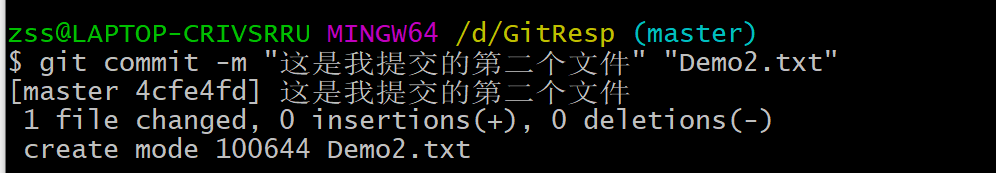 zss@LAPTOP-CRIVSRRU MINGW64 /d/GitResp (master)
$ git commit -m "这是我提交的第二个文件" "Demo2.txt"
[master 4cfe4fd] 这是我提交的第二个文件
 1 file changed, 0 insertions(+), 0 deletions(-)
 create mode 100644 Demo2.txt